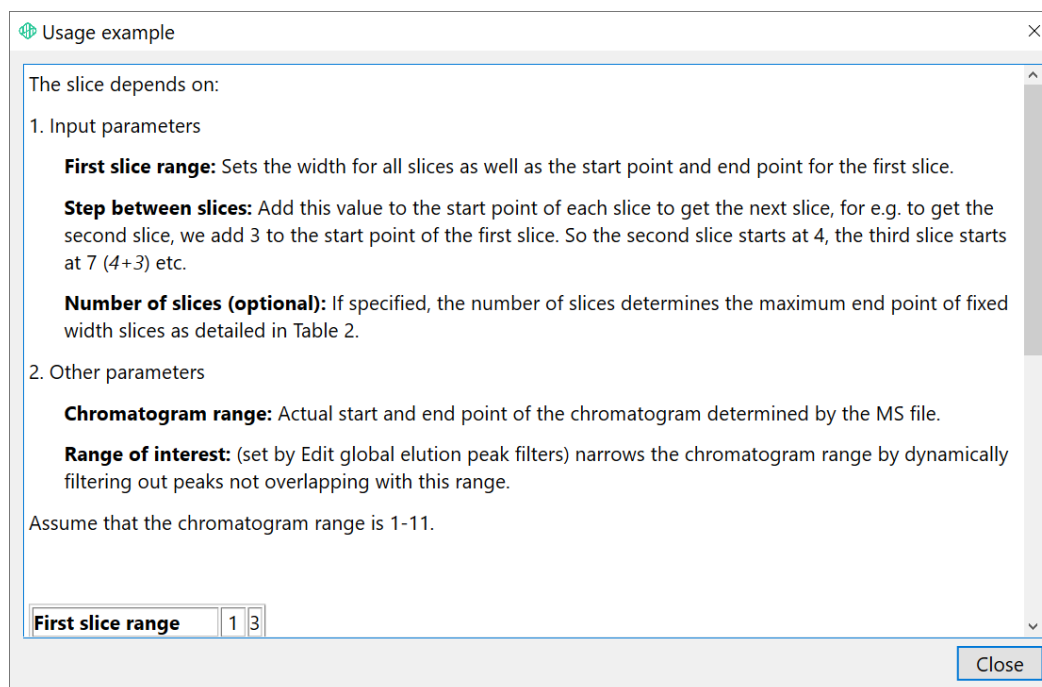 Usage example
The slice depends on:
1. Input parameters
First slice range: Sets the width for all slices as well as the start point and end point for the first slice.
Step between slices: Add this value to the start point of each slice to get the next slice, for e.g. to get the
second slice, we add 3 to the start point of the first slice. So the second slice starts at 4, the third slice starts
at 7 (4+3) etc.
Number of slices (optional): If specified, the number of slices determines the maximum end point of fixed
width slices as detailed in Table 2.
2. Other parameters
Chromatogram range: Actual start and end point of the chromatogram determined by the MS file.
Range of interest: (set by Edit global elution peak filters) narrows the chromatogram range by dynamically
filtering out peaks not overlapping with this range.
Assume that the chromatogram range is 1-11.
First slice range 1 3
Close